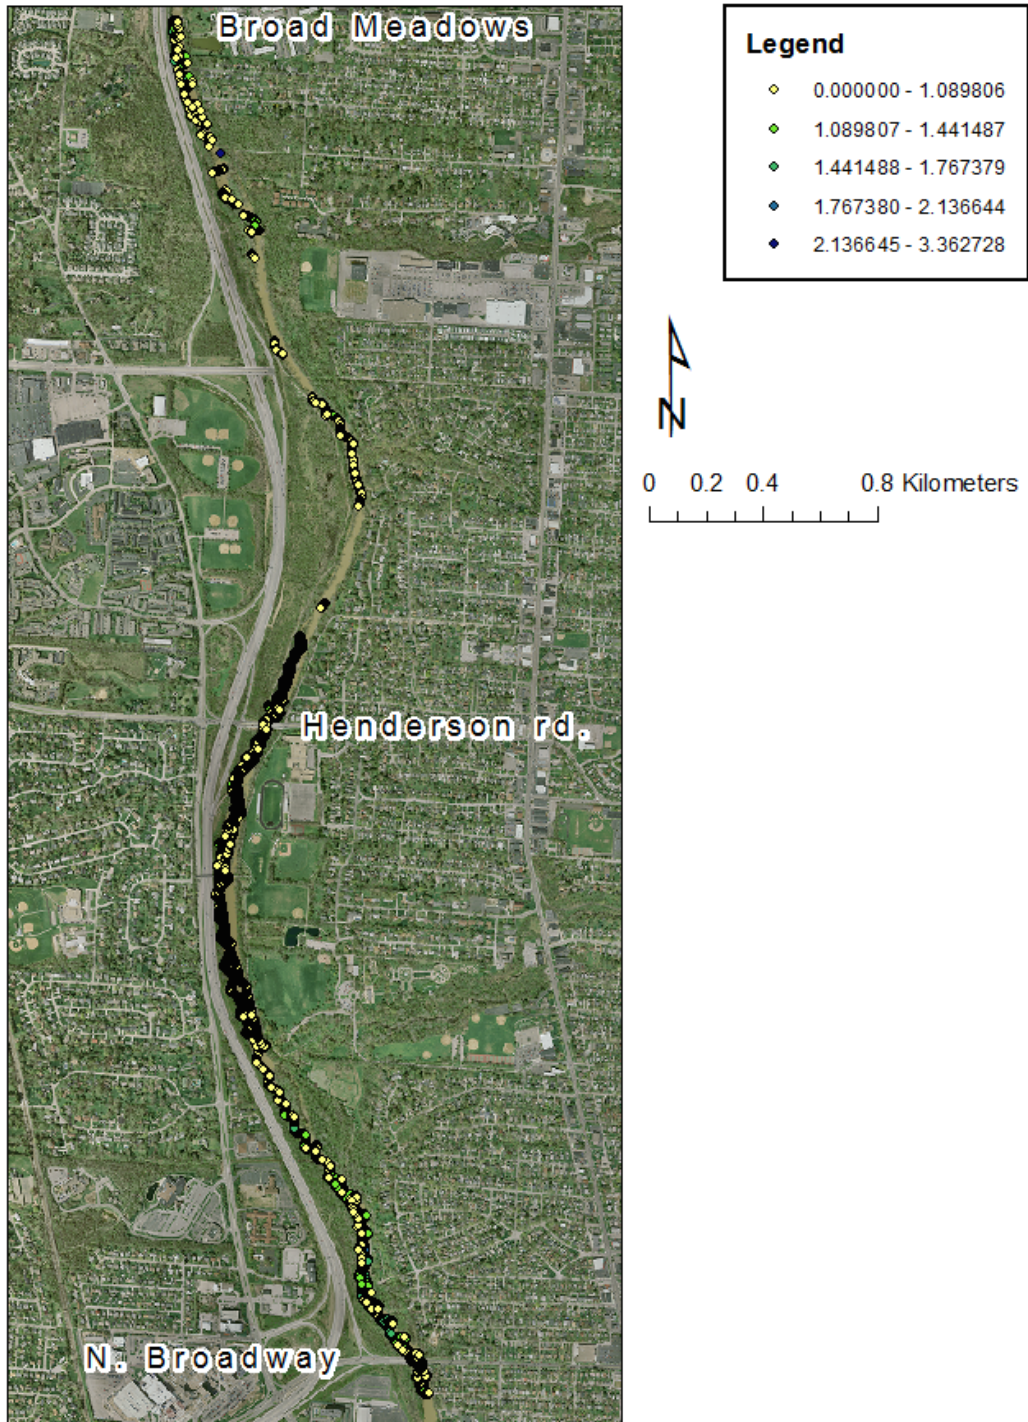 Broad Meadows
Legend
0.000000 - 1.089806
1.089807 - 1.441487
1.441488 - 1.767379
1.767380 - 2.136644
2.136645 - 3.362728
N
0 0.2 0.4 0.8 Kilometers
Henderson rd.
N. Broadway